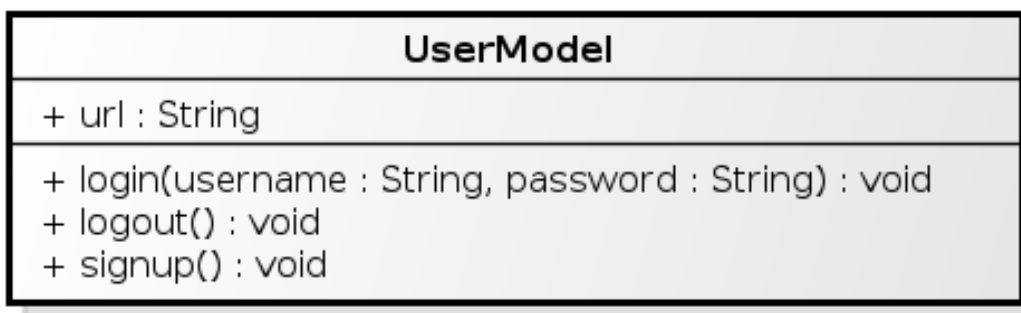 UserModel
+ url : String
+ login(username : String, password : String) : void
+ logout() : void
+ signup() : void